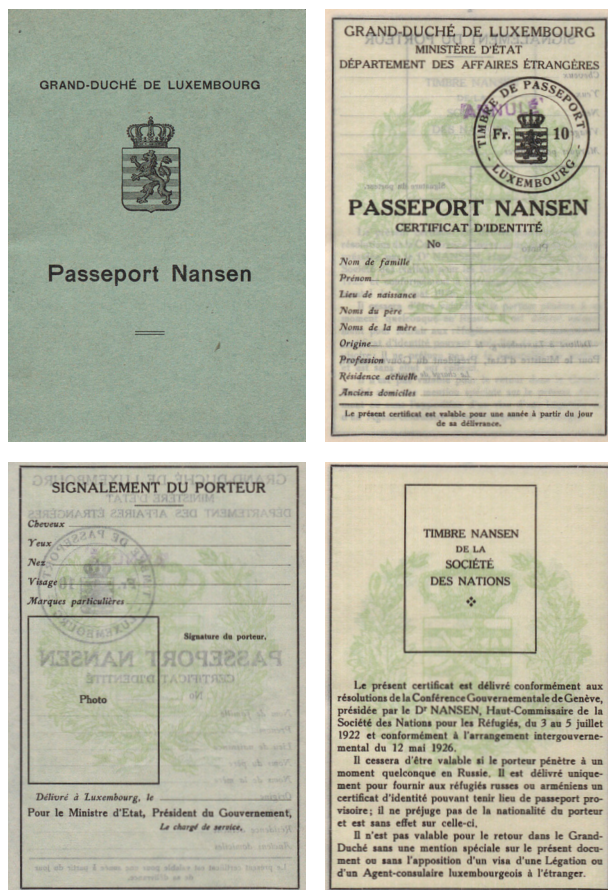 GRAND-DUCHÉ DE LUXEMBOURG
Passeport Nansen
GRAND-DUCHÉ DE LUXEMBOURG
MINISTÈRE D'ÉTAT
DÉPARTEMENT DES AFFAIRES ÉTRANGÈRES
TIMBRE DE PASSEPORT
Fr. 10
LUXEMBOURG
ANNULÉ
PASSEPORT NANSEN
CERTIFICAT D'IDENTITÉ
No
Nom de famille
Prénom
Lieu de naissance
Noms du père
Noms de la mère
Origine
Profession
Résidence actuelle
Anciens domiciles
Le présent certificat est valable pour une année à partir du jour
de sa délivrance.
SIGNALEMENT DU PORTEUR
Cheveux
Yeux
Nez
Visage
Marques particulières
Signature du porteur.
Photo
Délivré à Luxembourg, le
Pour le Ministre d'Etat, Président du Gouvernement,
Le chargé de service,
TIMBRE NANSEN
DE LA
SOCIÉTÉ
DES NATIONS
Le présent certificat est délivré conformément aux
résolutions de la Conférence Gouvernementale de Genève,
présidée par le Dr NANSEN, Haut-Commissaire de la
Société des Nations pour les Réfugiés, du 3 au 5 juillet
1922 et conformément à l'arrangement intergouverne-
mental du 12 mai 1926.
Il cessera d'être valable si le porteur pénètre à un
moment quelconque en Russie. Il est délivré unique-
ment pour fournir aux réfugiés russes ou arméniens un
certificat d'identité pouvant tenir lieu de passeport pro-
visoire; il ne préjuge pas de la nationalité du porteur
et est sans effet sur celle-ci.
Il n'est pas valable pour le retour dans le Grand-
Duché sans une mention spéciale sur le présent docu-
ment ou sans l'apposition d'un visa d'une Légation ou
d'un Agent-consulaire luxembourgeois à l'étranger.